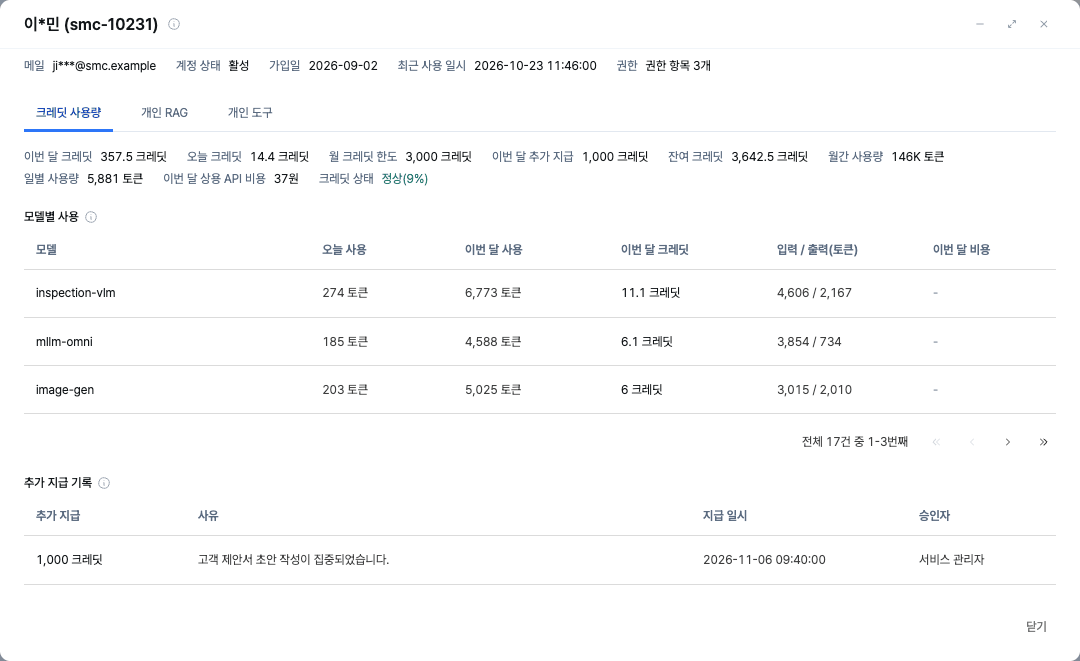 이*민 (smc-10231)
메일 ji***@smc.example 계정 상태 활성 가입일 2026-09-02 최근 사용 일시 2026-10-23 11:46:00 권한 권한 항목 3개
크레딧 사용량 개인 RAG 개인 도구
이번 달 크레딧 357.5 크레딧 오늘 크레딧 14.4 크레딧 월 크레딧 한도 3,000 크레딧 이번 달 추가 지급 1,000 크레딧 잔여 크레딧 3,642.5 크레딧 월간 사용량 146K 토큰
일별 사용량 5,881 토큰 이번 달 상용 API 비용 37원 크레딧 상태 정상(9%)
모델별 사용
모델 오늘 사용 이번 달 사용 이번 달 크레딧 입력 / 출력(토큰) 이번 달 비용
inspection-vlm 274 토큰 6,773 토큰 11.1 크레딧 4,606 / 2,167 -
mllm-omni 185 토큰 4,588 토큰 6.1 크레딧 3,854 / 734 -
image-gen 203 토큰 5,025 토큰 6 크레딧 3,015 / 2,010 -
전체 17건 중 1-3번째 « ‹ › »
추가 지급 기록
추가 지급 사유 지급 일시 승인자
1,000 크레딧 고객 제안서 초안 작성이 집중되었습니다. 2026-11-06 09:40:00 서비스 관리자
닫기